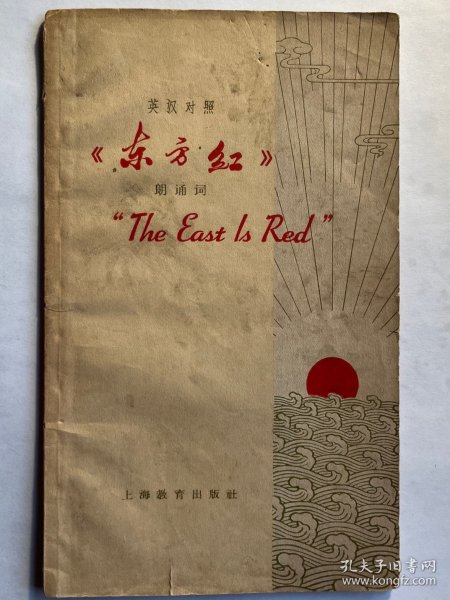 英汉对照
《东方红》
朗诵词
“The East Is Red”
上海教育出版社
孔夫子旧书网
www.kongfz.com